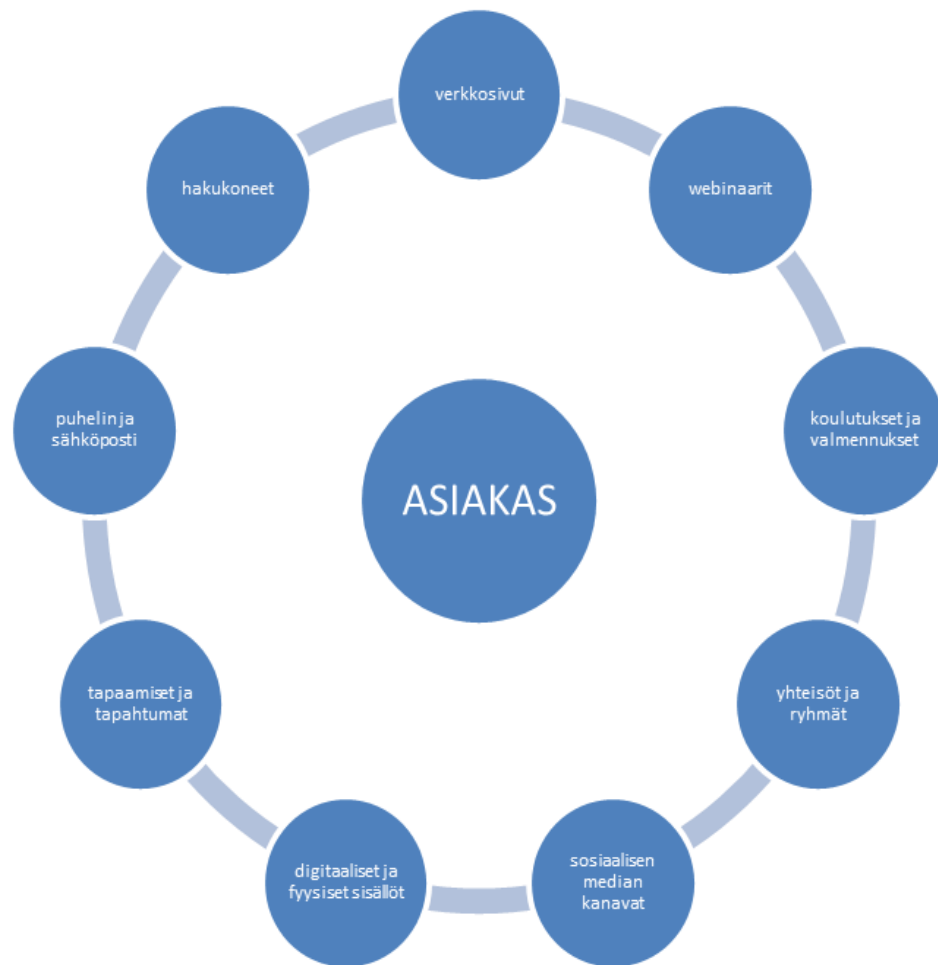 verkkosivut
webinaarit
koulutukset ja
valmennukset
yhteisöt ja
ryhmät
sosiaalisen
median
kanavat
digitaaliset ja
fyysiset sisällöt
tapaamiset ja
tapahtumat
puhelin ja
sähköposti
hakukoneet
ASIAKAS